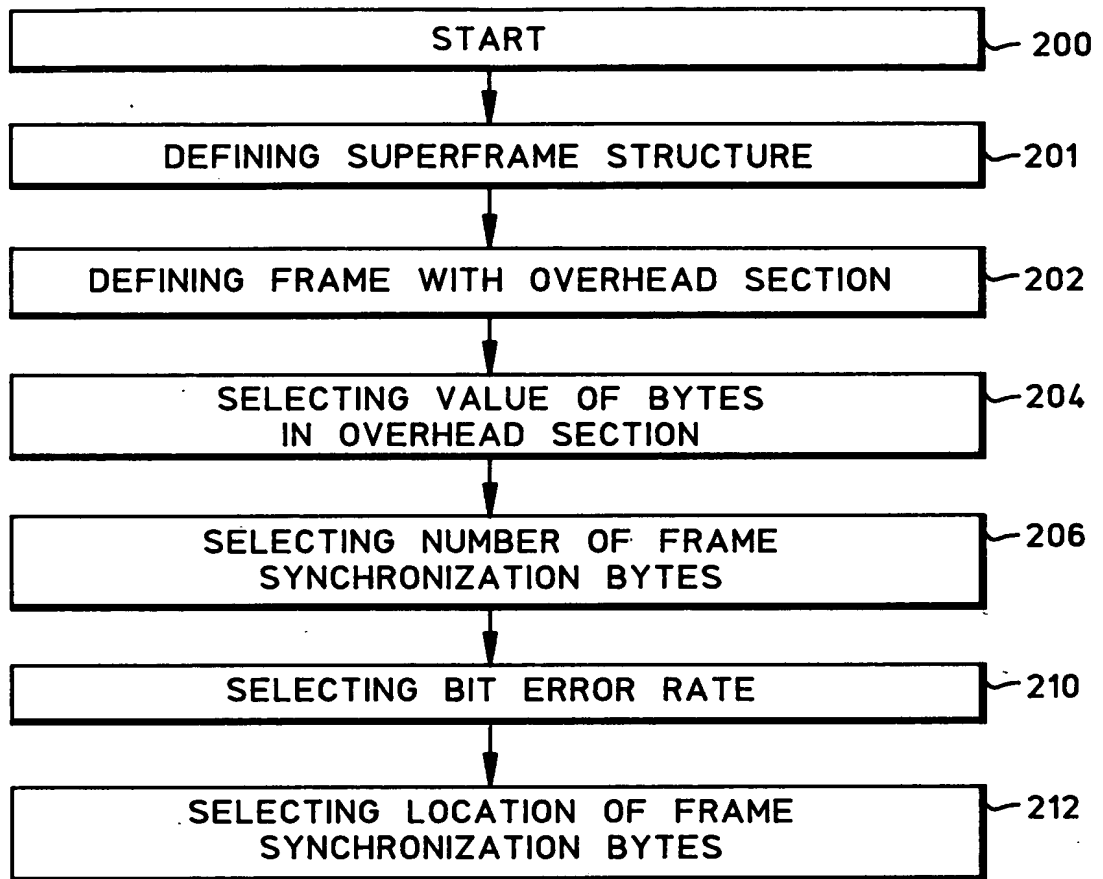 START
200
DEFINING SUPERFRAME STRUCTURE
201
DEFINING FRAME WITH OVERHEAD SECTION
202
SELECTING VALUE OF BYTES
IN OVERHEAD SECTION
204
SELECTING NUMBER OF FRAME
SYNCHRONIZATION BYTES
206
SELECTING BIT ERROR RATE
210
SELECTING LOCATION OF FRAME
SYNCHRONIZATION BYTES
212